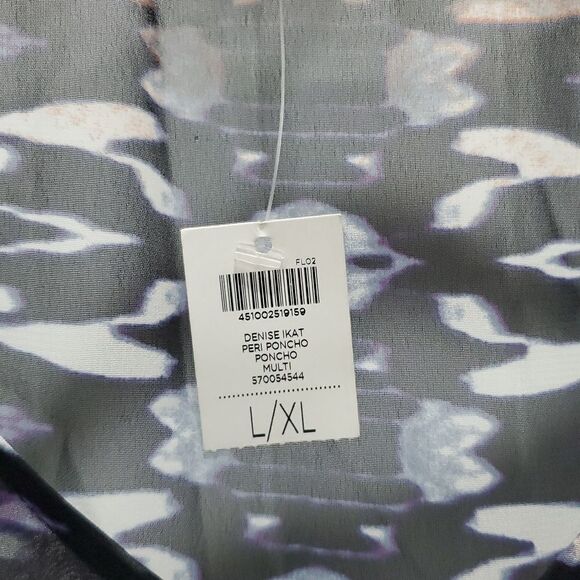 FL02
451002519159
DENISE IKAT
PERI PONCHO
PONCHO
MULTI
570054544
L/XL